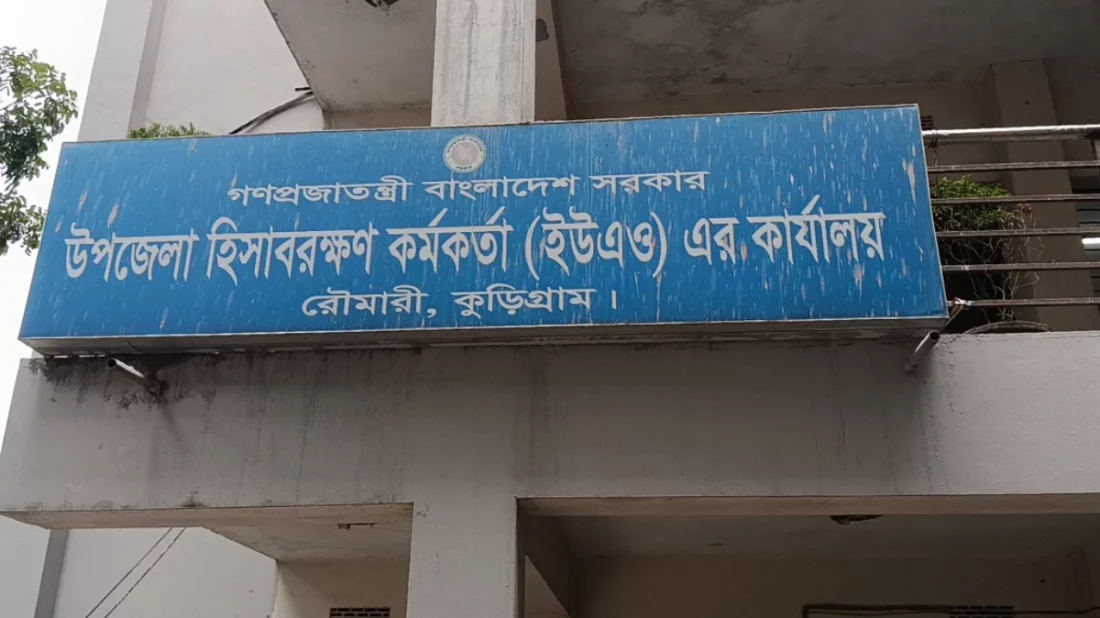 গণপ্রজাতন্ত্রী বাংলাদেশ সরকার
উপজেলা হিসাবরক্ষণ কর্মকর্তা (ইউএও) এর কার্যালয়
রৌমারী, কুড়িগ্রাম।